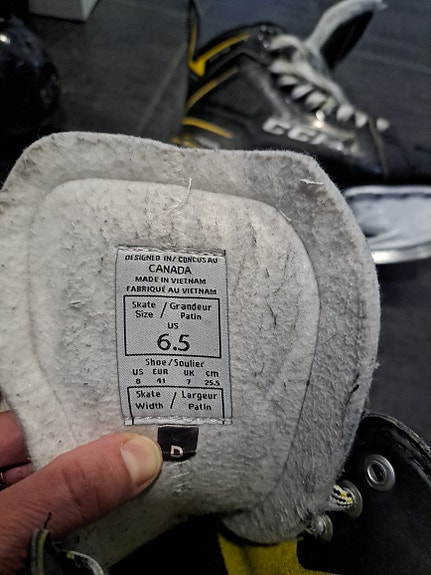 CCM
DESIGNED IN/ CONCUS AU
CANADA
MADE IN VIETNAM
FABRIQUÉ AU VIETNAM
Skate / Grandeur
Size Patin
US
6.5
Shoe/Soulier
US EUR UK cm
8 41 7 25.5
Skate / Largeur
Width Patin
D